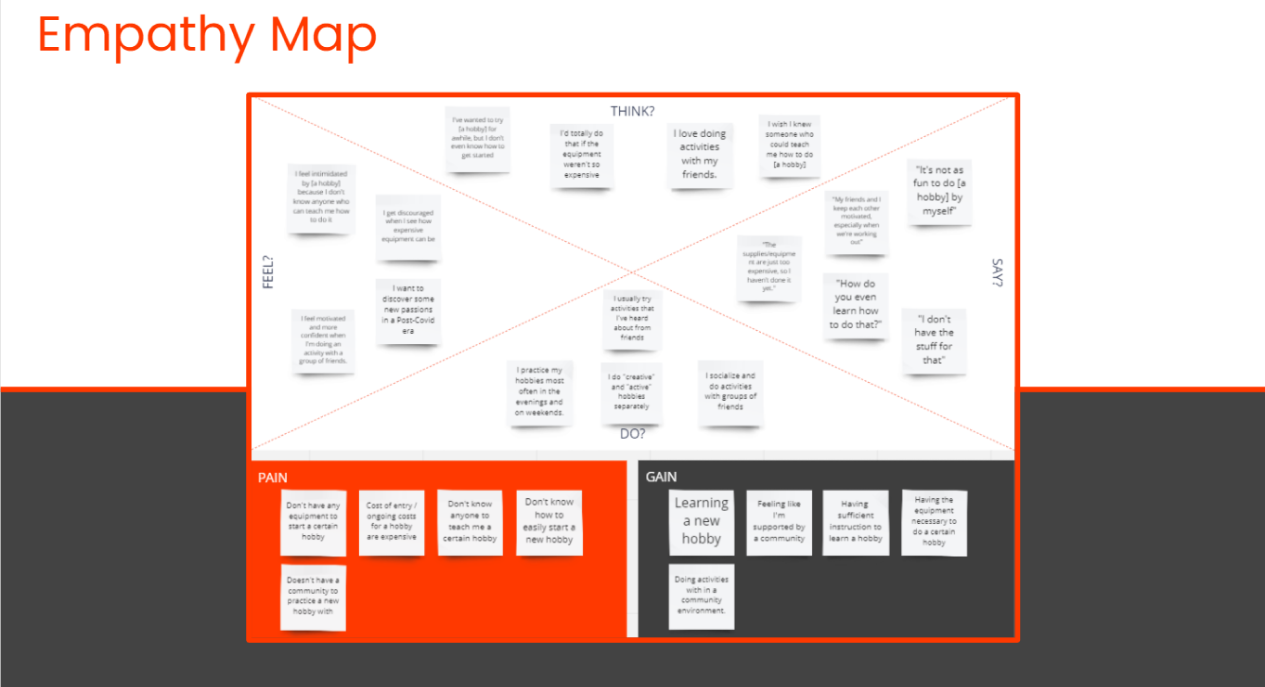 Empathy Map
THINK?
I've wanted to try
[a hobby] for
awhile, but I don't
even know how to
get started
I'd totally do
that if the
equipment
weren't so
expensive
I love doing
activities
with my
friends.
I wish I knew
someone who
could teach
me how to do
[a hobby]
FEEL?
I feel intimidated
by [a hobby]
because I don't
know anyone who
can teach me how
to do it
I get discouraged
when I see how
expensive
equipment can be
I want to
discover some
new passions
in a Post-Covid
era
I feel motivated
and more
confident when
I'm doing an
activity with a
group of friends.
SAY?
"It's not as
fun to do [a
hobby] by
myself"
"My friends and I
keep each other
motivated,
especially when
we're working
out"
"The
supplies/equipme
nt are just too
expensive, so I
haven't done it
yet."
"How do
you even
learn how
to do that?"
"I don't
have the
stuff for
that"
I usually try
activities that
I've heard
about from
friends
I practice my
hobbies most
often in the
evenings and
on weekends.
I do "creative"
and "active"
hobbies
separately
I socialize and
do activities
with groups of
friends
DO?
PAIN
Don't have any
equipment to
start a certain
hobby
Cost of entry /
ongoing costs
for a hobby
are expensive
Don't know
anyone to
teach me a
certain hobby
Don't know
how to
easily start a
new hobby
Doesn't have a
community to
practice a new
hobby with
GAIN
Learning
a new
hobby
Feeling like
I'm
supported by
a community
Having
sufficient
instruction to
learn a hobby
Having the
equipment
necessary to
do a certain
hobby
Doing activities
with in a
community
environment.